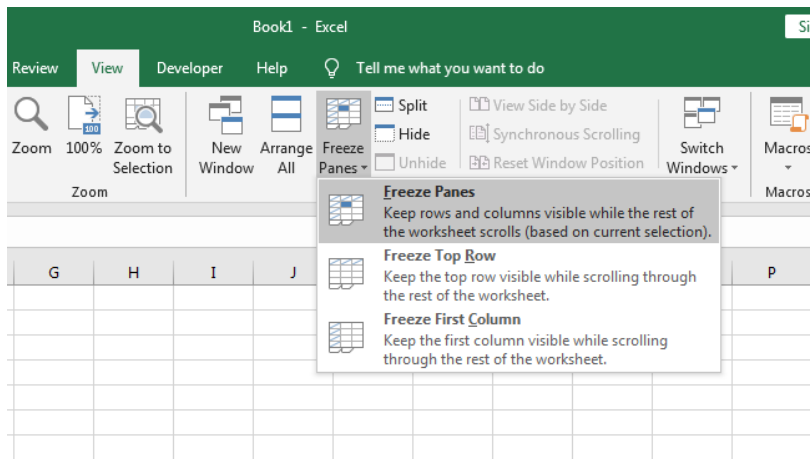 Book1 - Excel
Si
Review View Developer Help Tell me what you want to do
Split View Side by Side
100
Hide Synchronous Scrolling
Zoom 100% Zoom to New Arrange Freeze Switch Macros
Selection Window All Panes Unhide Reset Window Position Windows
Zoom Macros
Freeze Panes
Keep rows and columns visible while the rest of
the worksheet scrolls (based on current selection).
Freeze Top Row
Keep the top row visible while scrolling through
the rest of the worksheet.
Freeze First Column
Keep the first column visible while scrolling
through the rest of the worksheet.
G H I J P